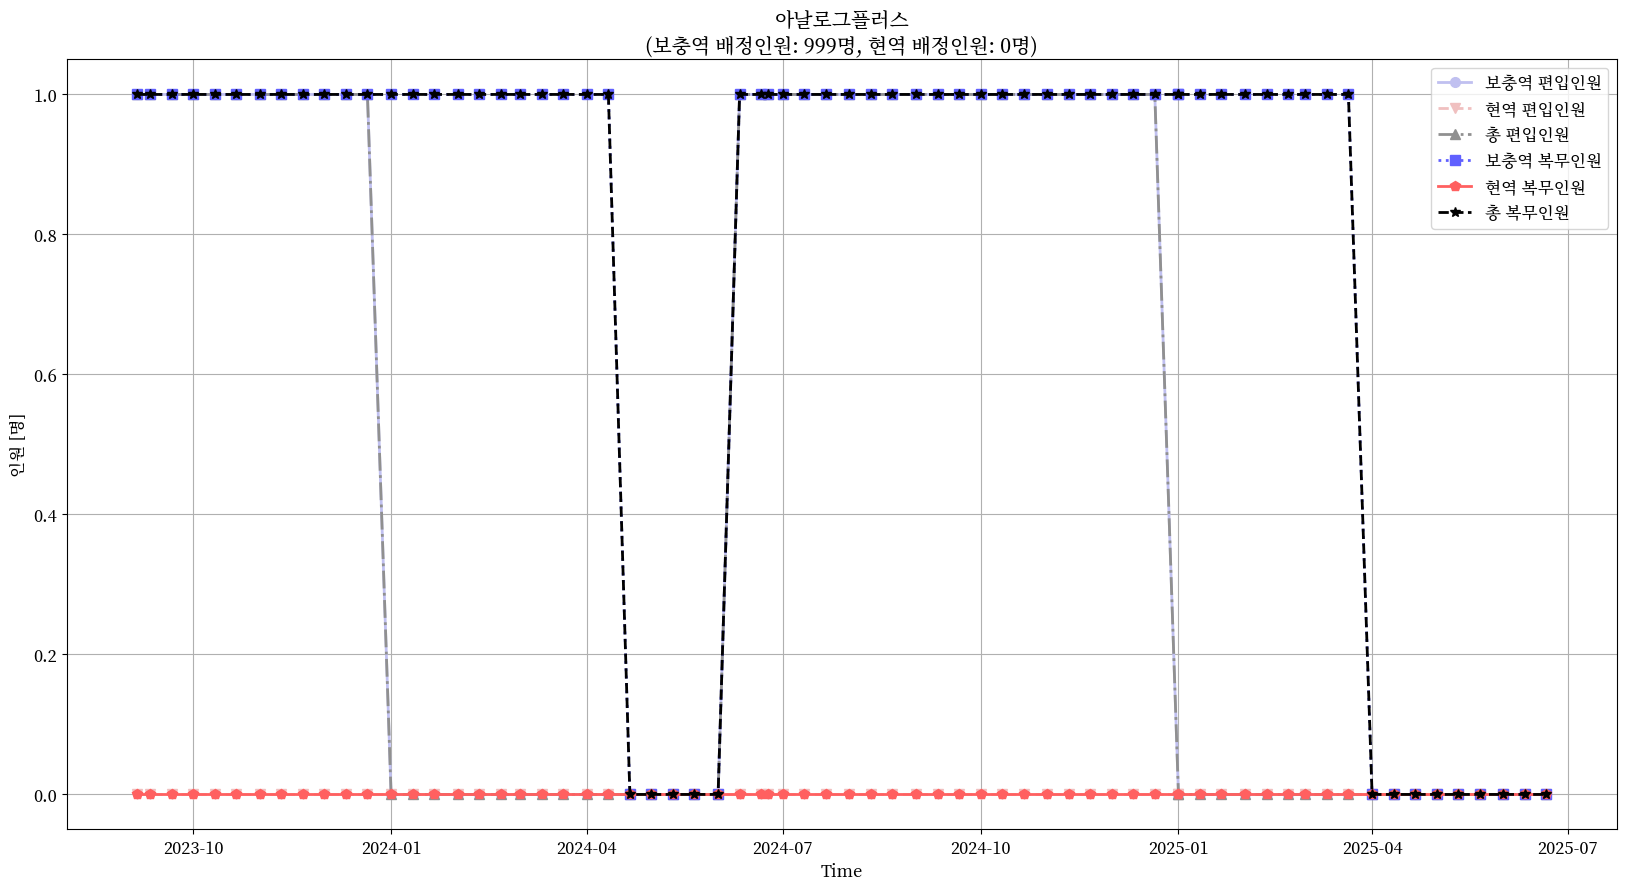 아날로그플러스
(보충역 배정인원: 999명, 현역 배정인원: 0명)
보충역 편입인원
현역 편입인원
총 편입인원
보충역 복무인원
현역 복무인원
총 복무인원
인원 [명]
1.0
0.8
0.6
0.4
0.2
0.0
2023-10
2024-01
2024-04
2024-07
2024-10
2025-01
2025-04
2025-07
Time